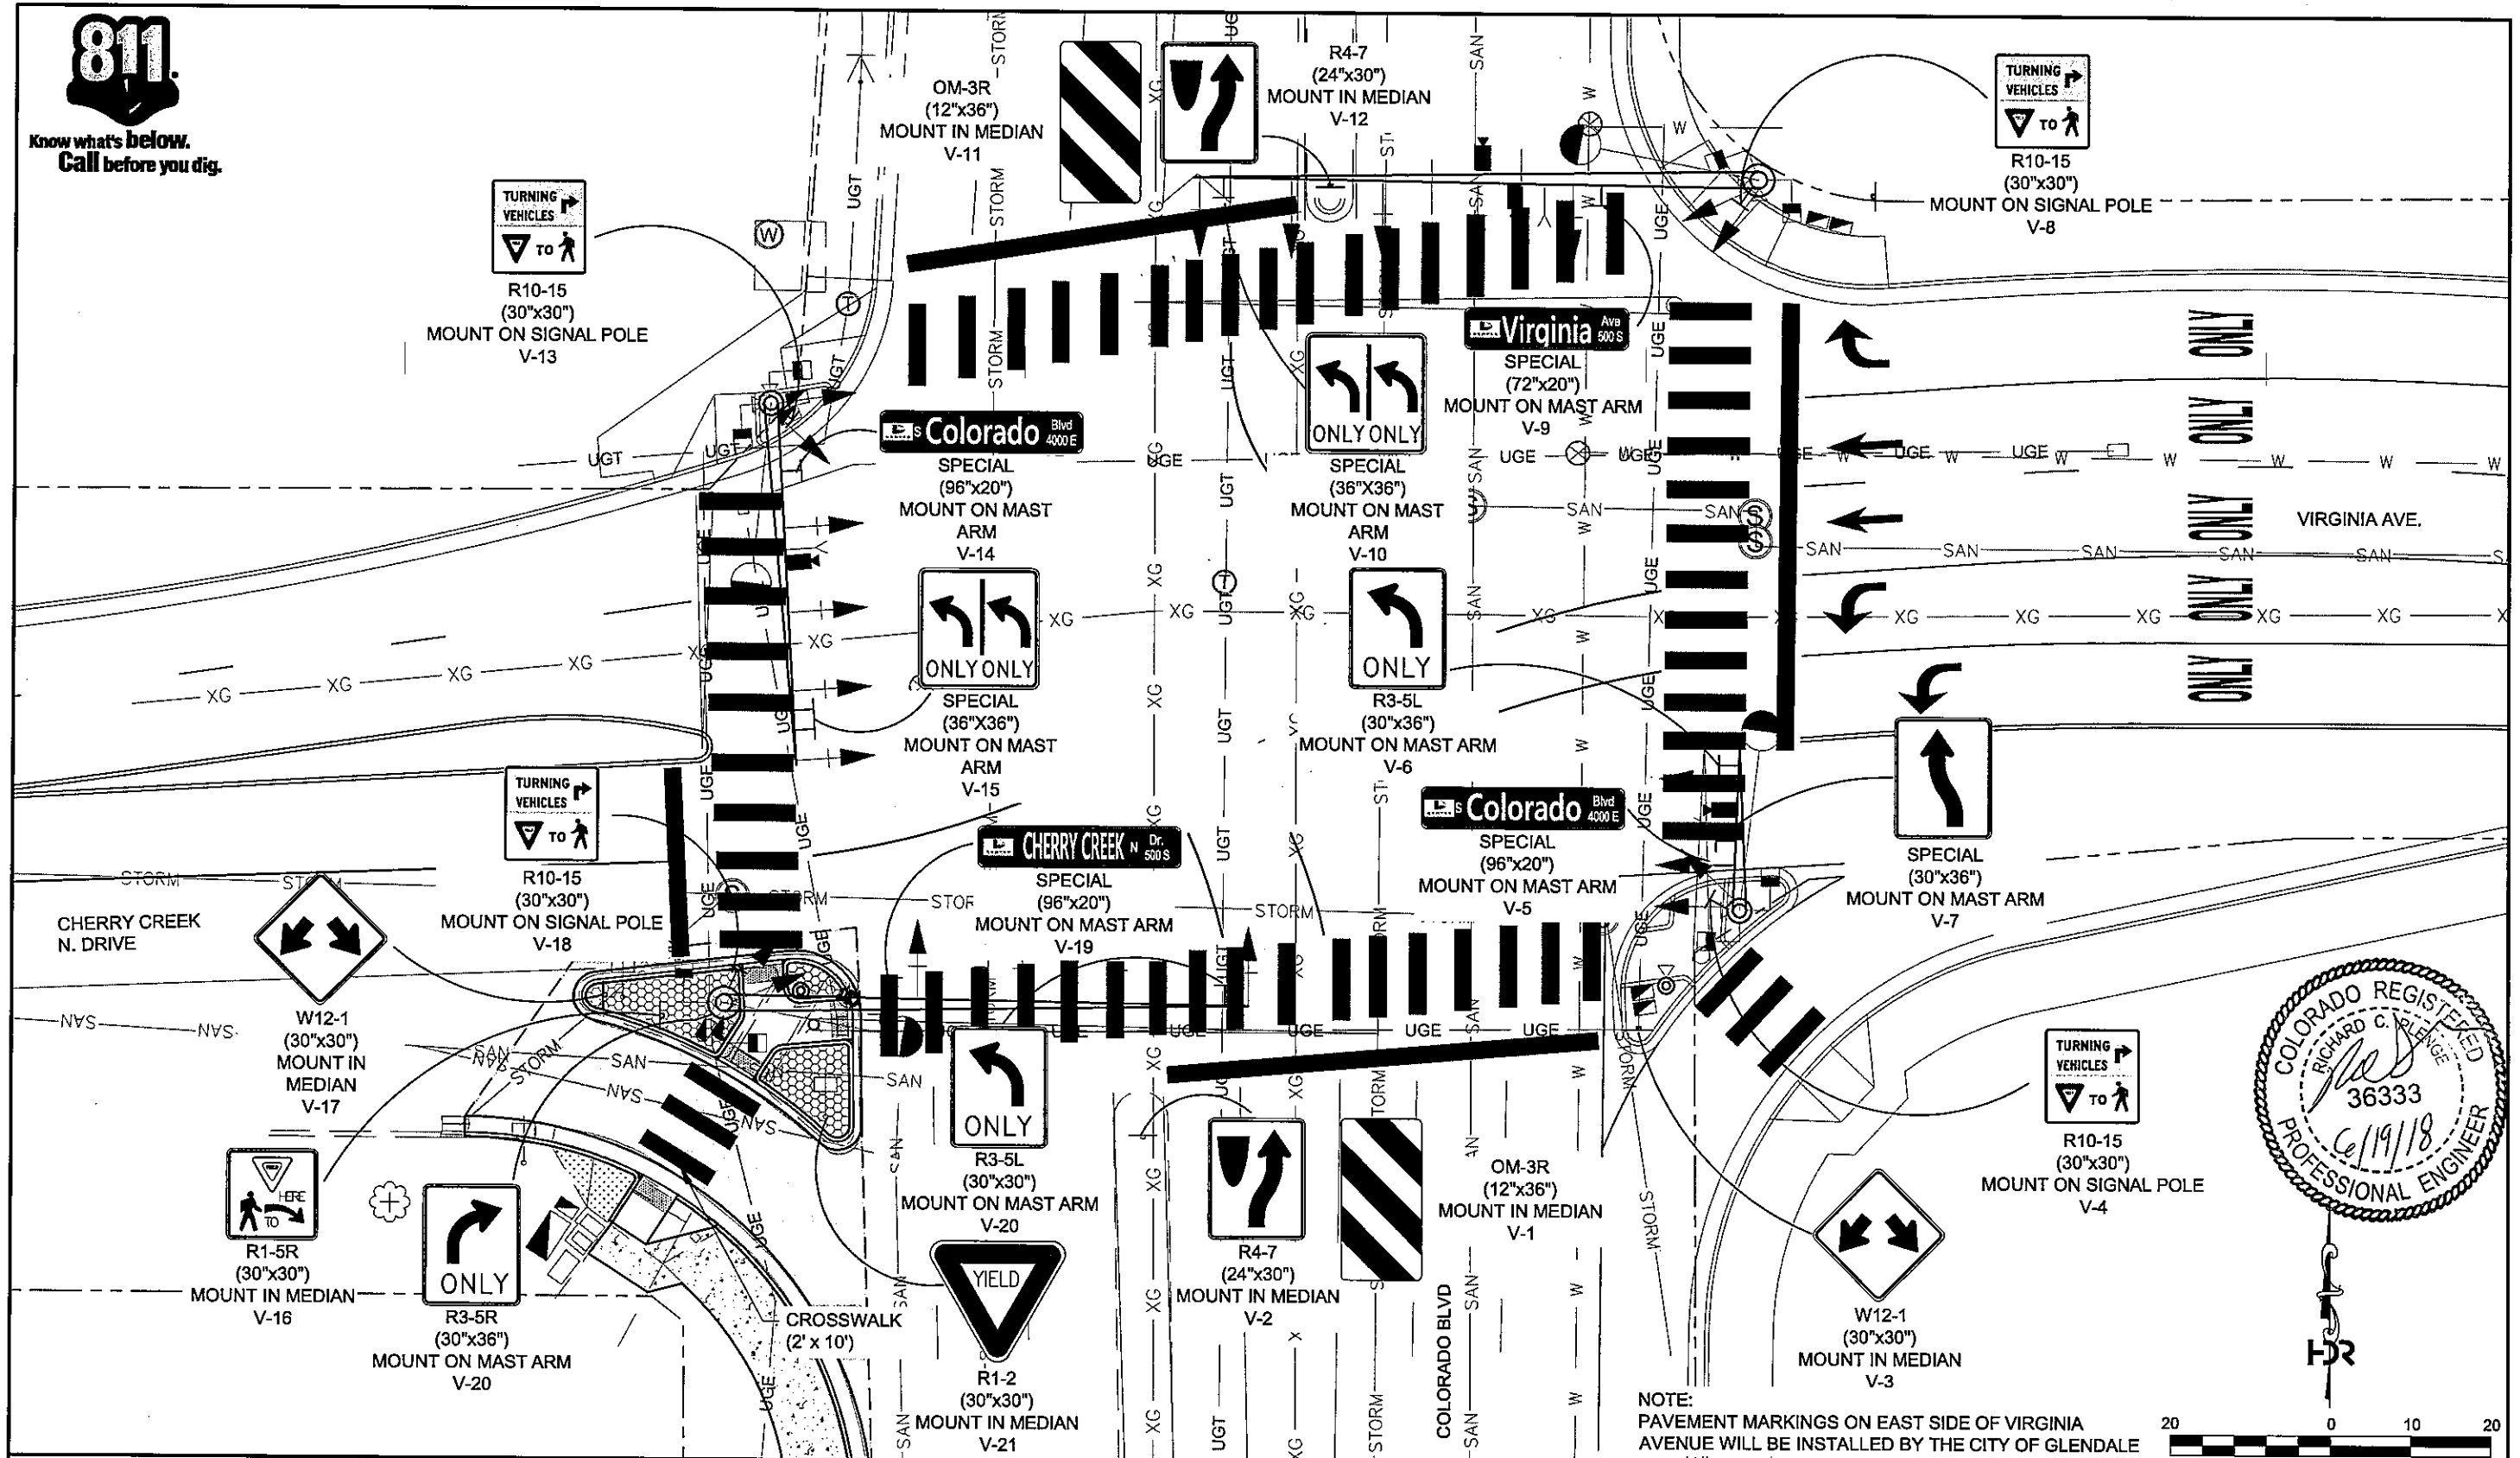 811.
Know what's below.
Call before you dig.
OM-3R
(12"x36")
MOUNT IN MEDIAN
V-11
R4-7
(24"x30")
MOUNT IN MEDIAN
V-12
TURNING
VEHICLES
TO
R10-15
(30"x30")
MOUNT ON SIGNAL POLE
V-8
TURNING
VEHICLES
TO
R10-15
(30"x30")
MOUNT ON SIGNAL POLE
V-13
Virginia Ave 500 S
SPECIAL
(72"x20")
MOUNT ON MAST ARM
V-9
ONLY ONLY
SPECIAL
(36"X36")
MOUNT ON MAST
ARM
V-10
S Colorado Blvd 4000 E
SPECIAL
(96"x20")
MOUNT ON MAST
ARM
V-14
ONLY
ONLY
ONLY
ONLY
ONLY
VIRGINIA AVE.
ONLY ONLY
SPECIAL
(36"X36")
MOUNT ON MAST
ARM
V-15
ONLY
R3-5L
(30"x36")
MOUNT ON MAST ARM
V-6
SPECIAL
(30"x36")
MOUNT ON MAST ARM
V-7
TURNING
VEHICLES
TO
R10-15
(30"x30")
MOUNT ON SIGNAL POLE
V-18
CHERRY CREEK N Dr. 500 S
SPECIAL
(96"x20")
MOUNT ON MAST ARM
V-19
S Colorado Blvd 4000 E
SPECIAL
(96"x20")
MOUNT ON MAST ARM
V-5
CHERRY CREEK
N. DRIVE
W12-1
(30"x30")
MOUNT IN
MEDIAN
V-17
YIELD
HERE
TO
R1-5R
(30"x30")
MOUNT IN MEDIAN
V-16
ONLY
R3-5R
(30"x36")
MOUNT ON MAST ARM
V-20
CROSSWALK
(2' x 10')
ONLY
R3-5L
(30"x30")
MOUNT ON MAST ARM
V-20
YIELD
R1-2
(30"x30")
MOUNT IN MEDIAN
V-21
R4-7
(24"x30")
MOUNT IN MEDIAN
V-2
OM-3R
(12"x36")
MOUNT IN MEDIAN
V-1
COLORADO BLVD
TURNING
VEHICLES
TO
R10-15
(30"x30")
MOUNT ON SIGNAL POLE
V-4
W12-1
(30"x30")
MOUNT IN MEDIAN
V-3
COLORADO REGISTERED
RICHARD C. PLENGE
36333
6/19/18
PROFESSIONAL ENGINEER
HDR
NOTE:
PAVEMENT MARKINGS ON EAST SIDE OF VIRGINIA
AVENUE WILL BE INSTALLED BY THE CITY OF GLENDALE
20 0 10 20